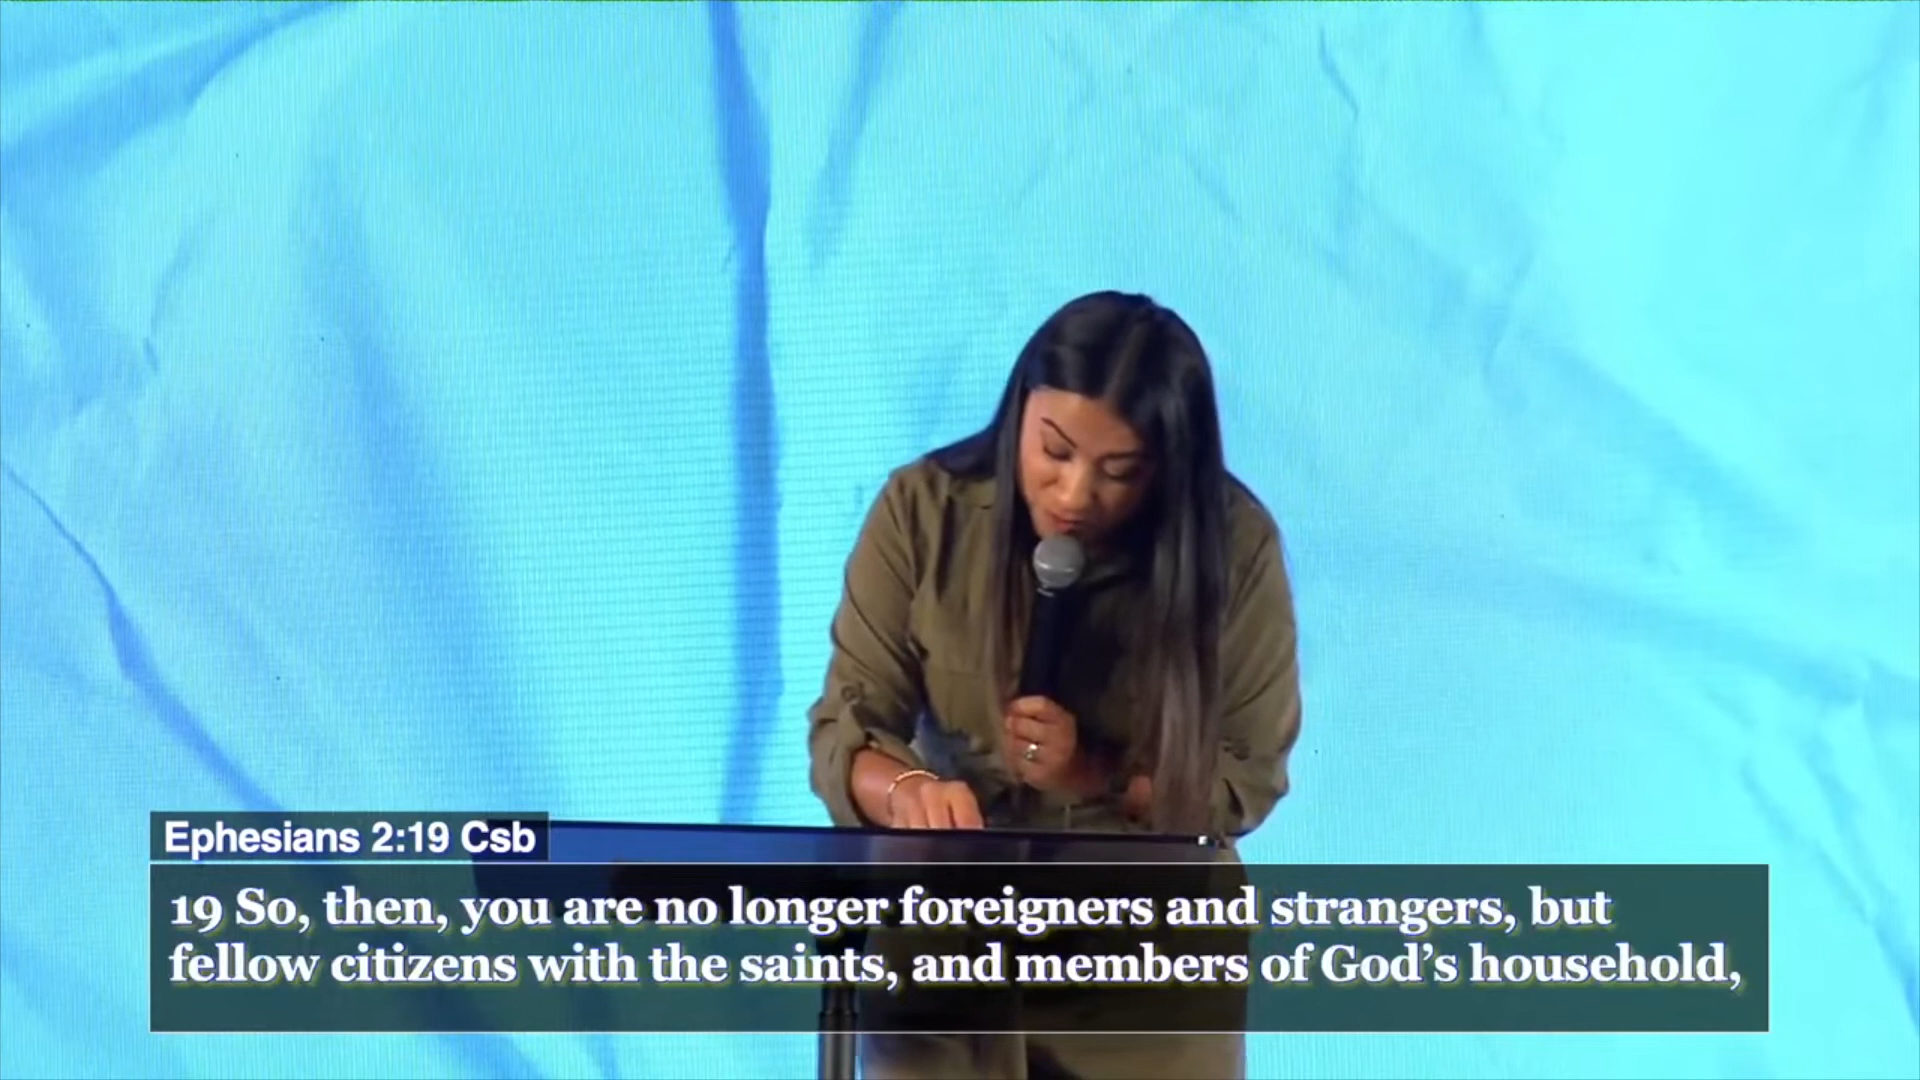 Ephesians 2:19 Csb
19 So, then, you are no longer foreigners and strangers, but
fellow citizens with the saints, and members of God’s household,